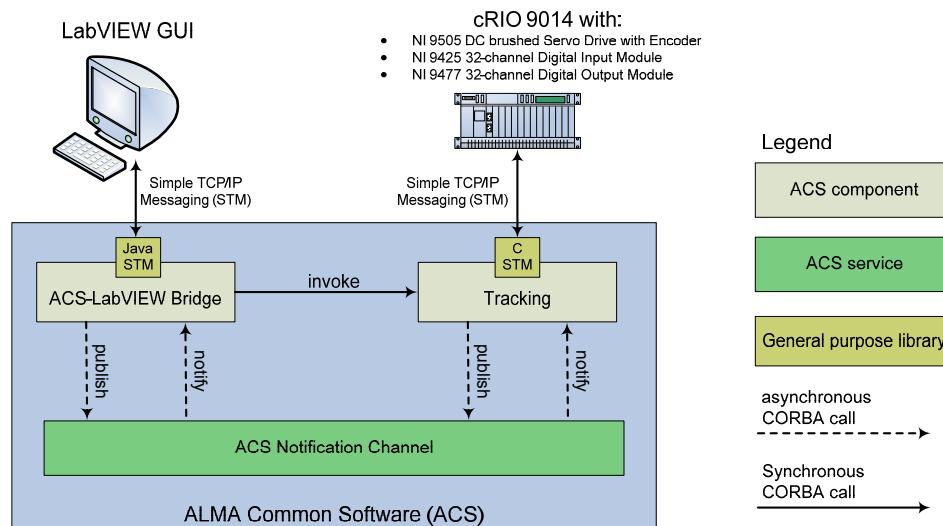 LabVIEW GUI
cRIO 9014 with:
• NI 9505 DC brushed Servo Drive with Encoder
• NI 9425 32-channel Digital Input Module
• NI 9477 32-channel Digital Output Module
Simple TCP/IP
Messaging (STM)
Simple TCP/IP
Messaging (STM)
Java
STM
ACS-LabVIEW Bridge
invoke
C
STM
Tracking
publish
notify
publish
notify
ACS Notification Channel
ALMA Common Software (ACS)
Legend
ACS component
ACS service
General purpose library
asynchronous
CORBA call
Synchronous
CORBA call